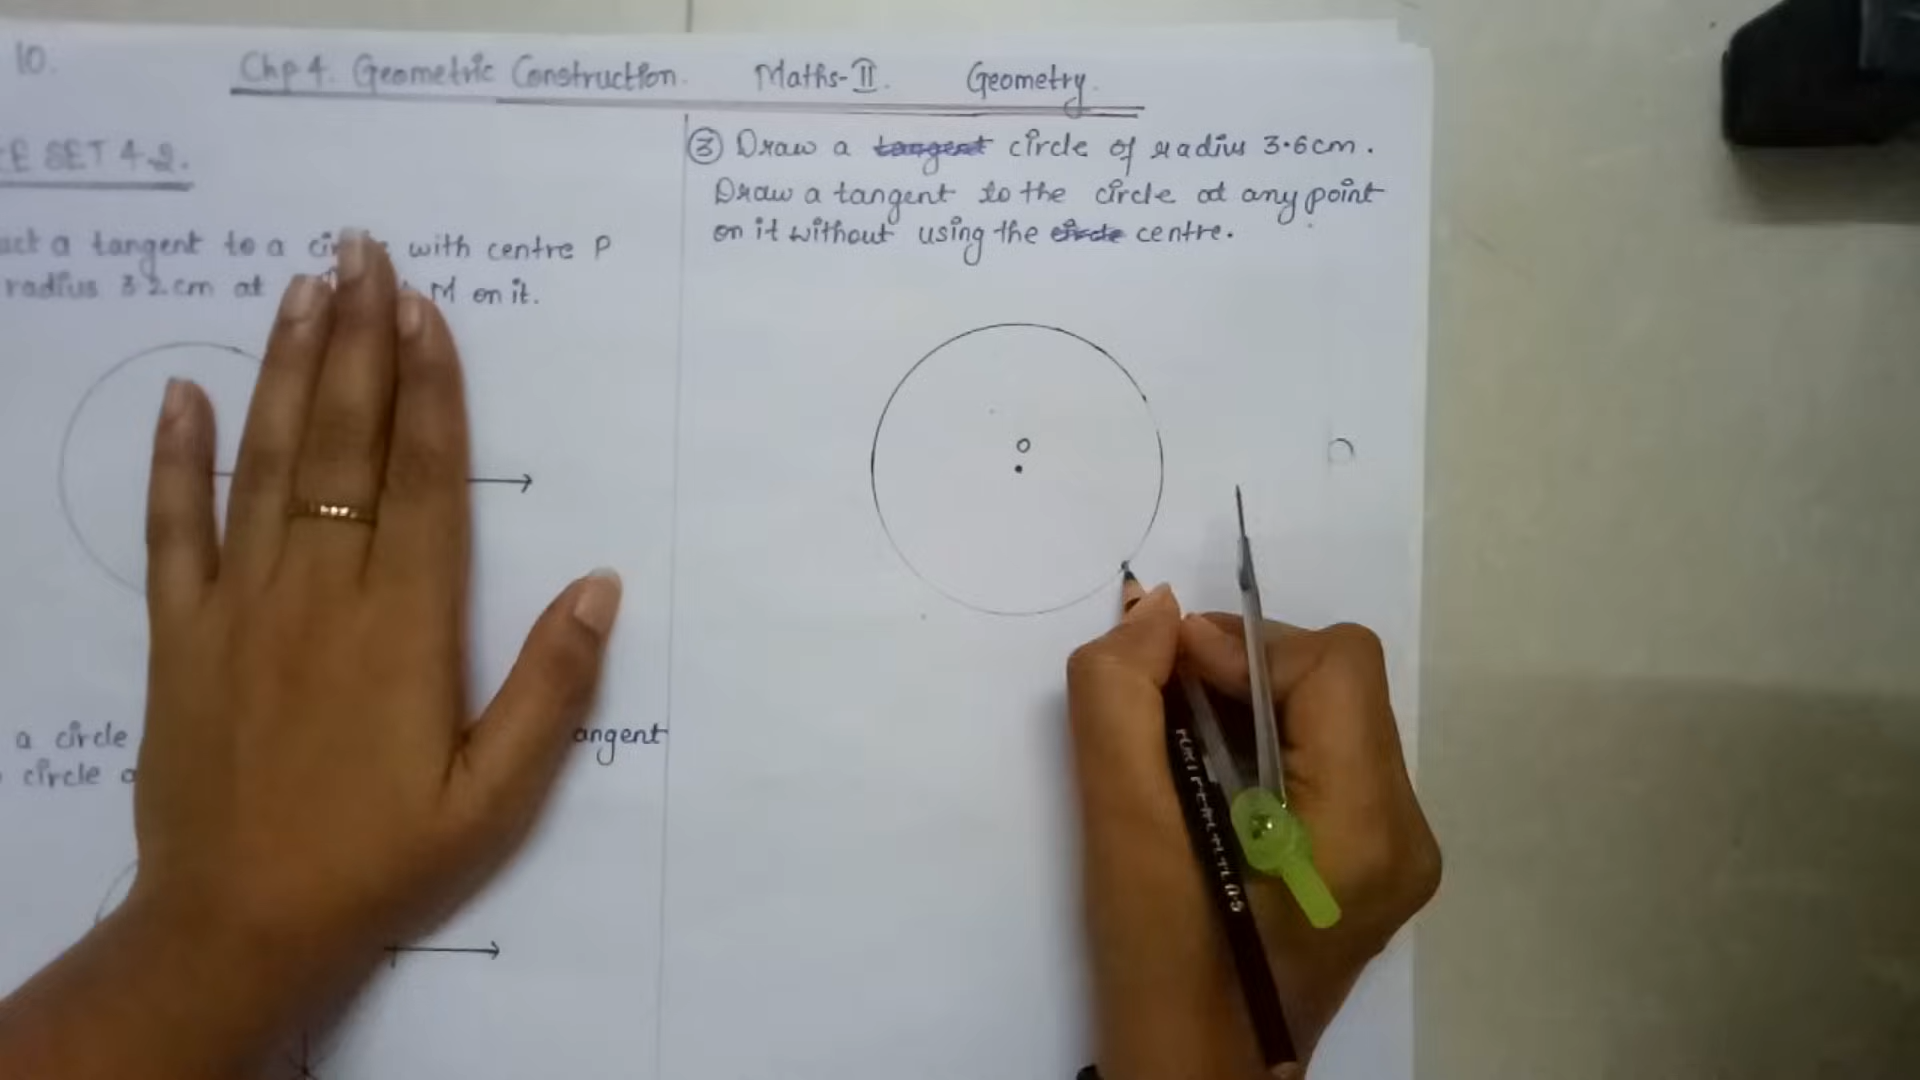 10.
Chp 4. Geometric Construction. Maths-II. Geometry.
E SET 4.2.
uct a tangent to a with centre P
radius 3.2 cm at M on it.
a circle angent
circle
③ Draw a tangent circle of radius 3.6cm.
Draw a tangent to the circle at any point
on it without using the circle centre.
O